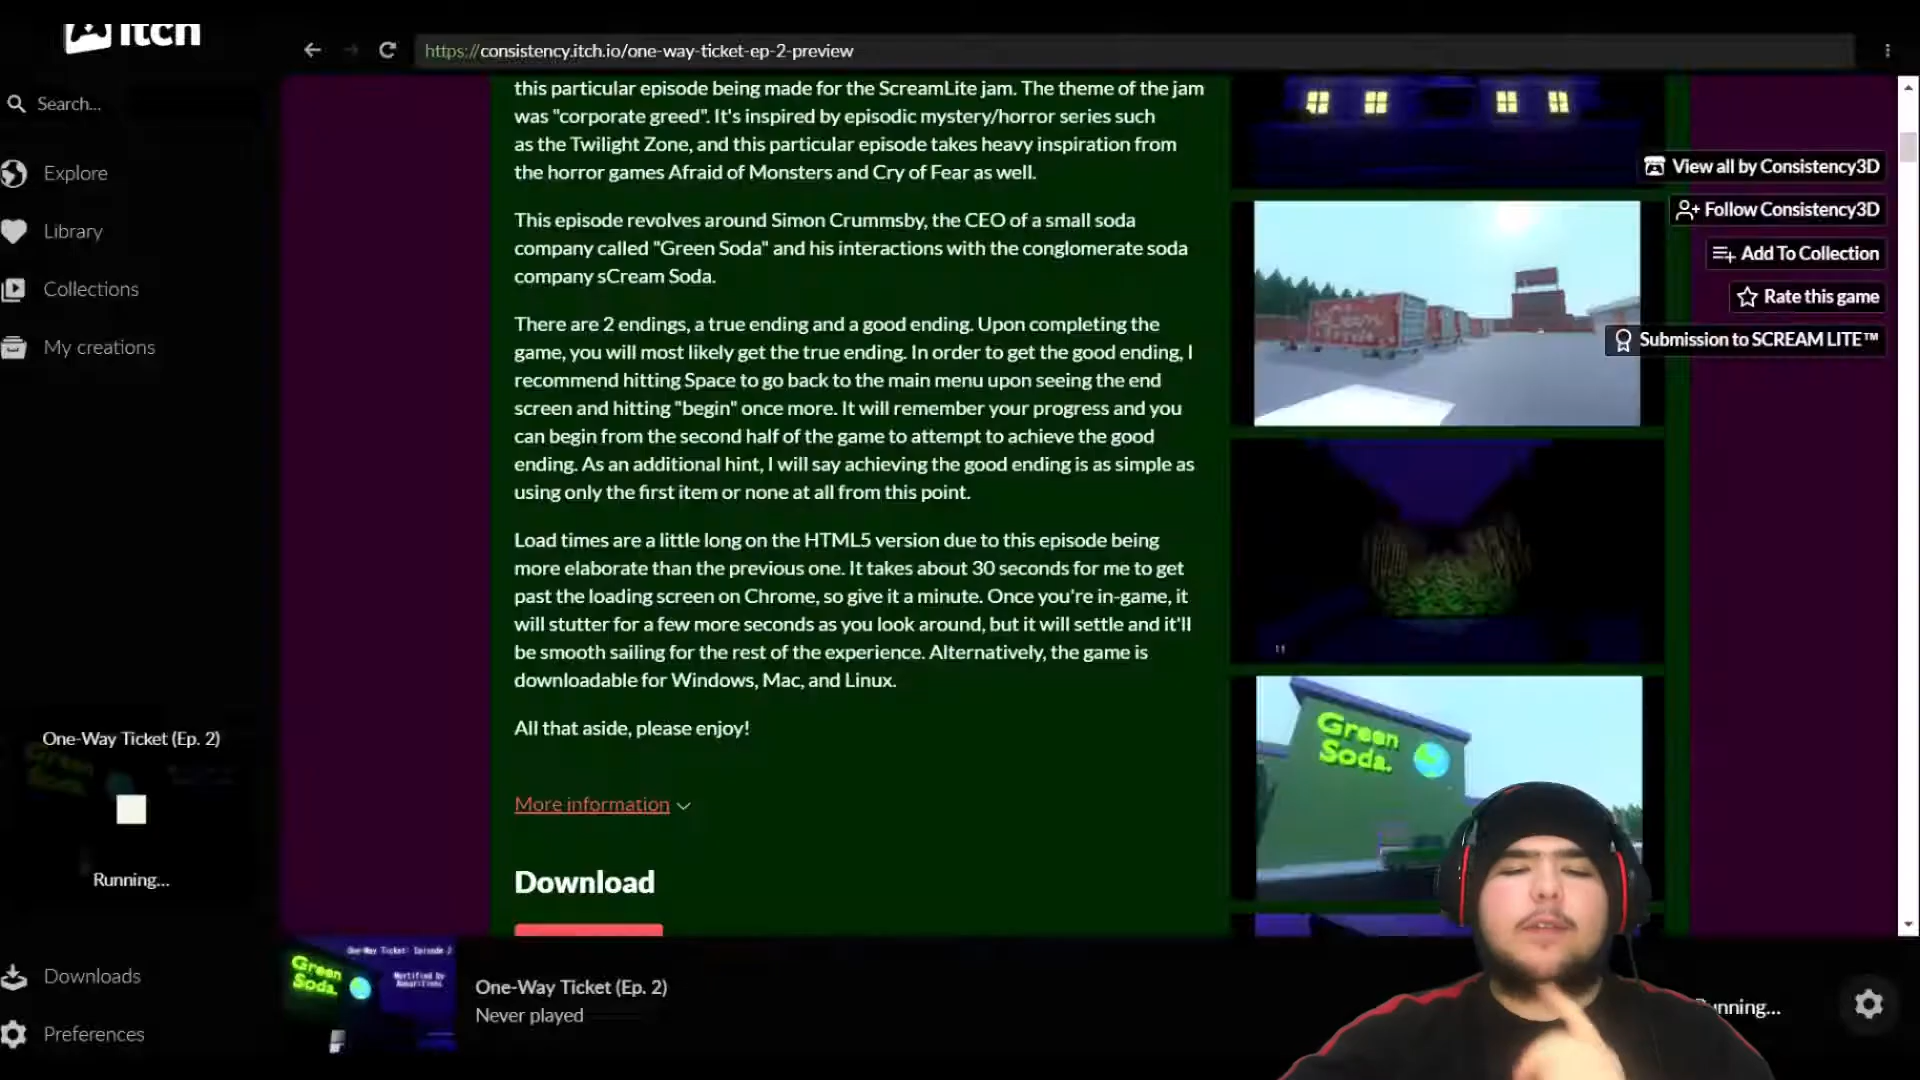 itch
https://consistency.itch.io/one-way-ticket-ep-2-preview
Search...
Explore
Library
Collections
My creations
One-Way Ticket (Ep. 2)
Running...
Downloads
Preferences
this particular episode being made for the ScreamLite jam. The theme of the jam
was "corporate greed". It's inspired by episodic mystery/horror series such
as the Twilight Zone, and this particular episode takes heavy inspiration from
the horror games Afraid of Monsters and Cry of Fear as well.
This episode revolves around Simon Crummsby, the CEO of a small soda
company called "Green Soda" and his interactions with the conglomerate soda
company sCream Soda.
There are 2 endings, a true ending and a good ending. Upon completing the
game, you will most likely get the true ending. In order to get the good ending, I
recommend hitting Space to go back to the main menu upon seeing the end
screen and hitting "begin" once more. It will remember your progress and you
can begin from the second half of the game to attempt to achieve the good
ending. As an additional hint, I will say achieving the good ending is as simple as
using only the first item or none at all from this point.
Load times are a little long on the HTML5 version due to this episode being
more elaborate than the previous one. It takes about 30 seconds for me to get
past the loading screen on Chrome, so give it a minute. Once you're in-game, it
will stutter for a few more seconds as you look around, but it will settle and it'll
be smooth sailing for the rest of the experience. Alternatively, the game is
downloadable for Windows, Mac, and Linux.
All that aside, please enjoy!
More information
Download
View all by Consistency3D
Follow Consistency3D
Add To Collection
Rate this game
Submission to SCREAM LITE™
Green
Soda.
One-Way Ticket: Episode 2
Green
Soda.
Mortified by
One-Way Ticket (Ep. 2)
Never played
unning...